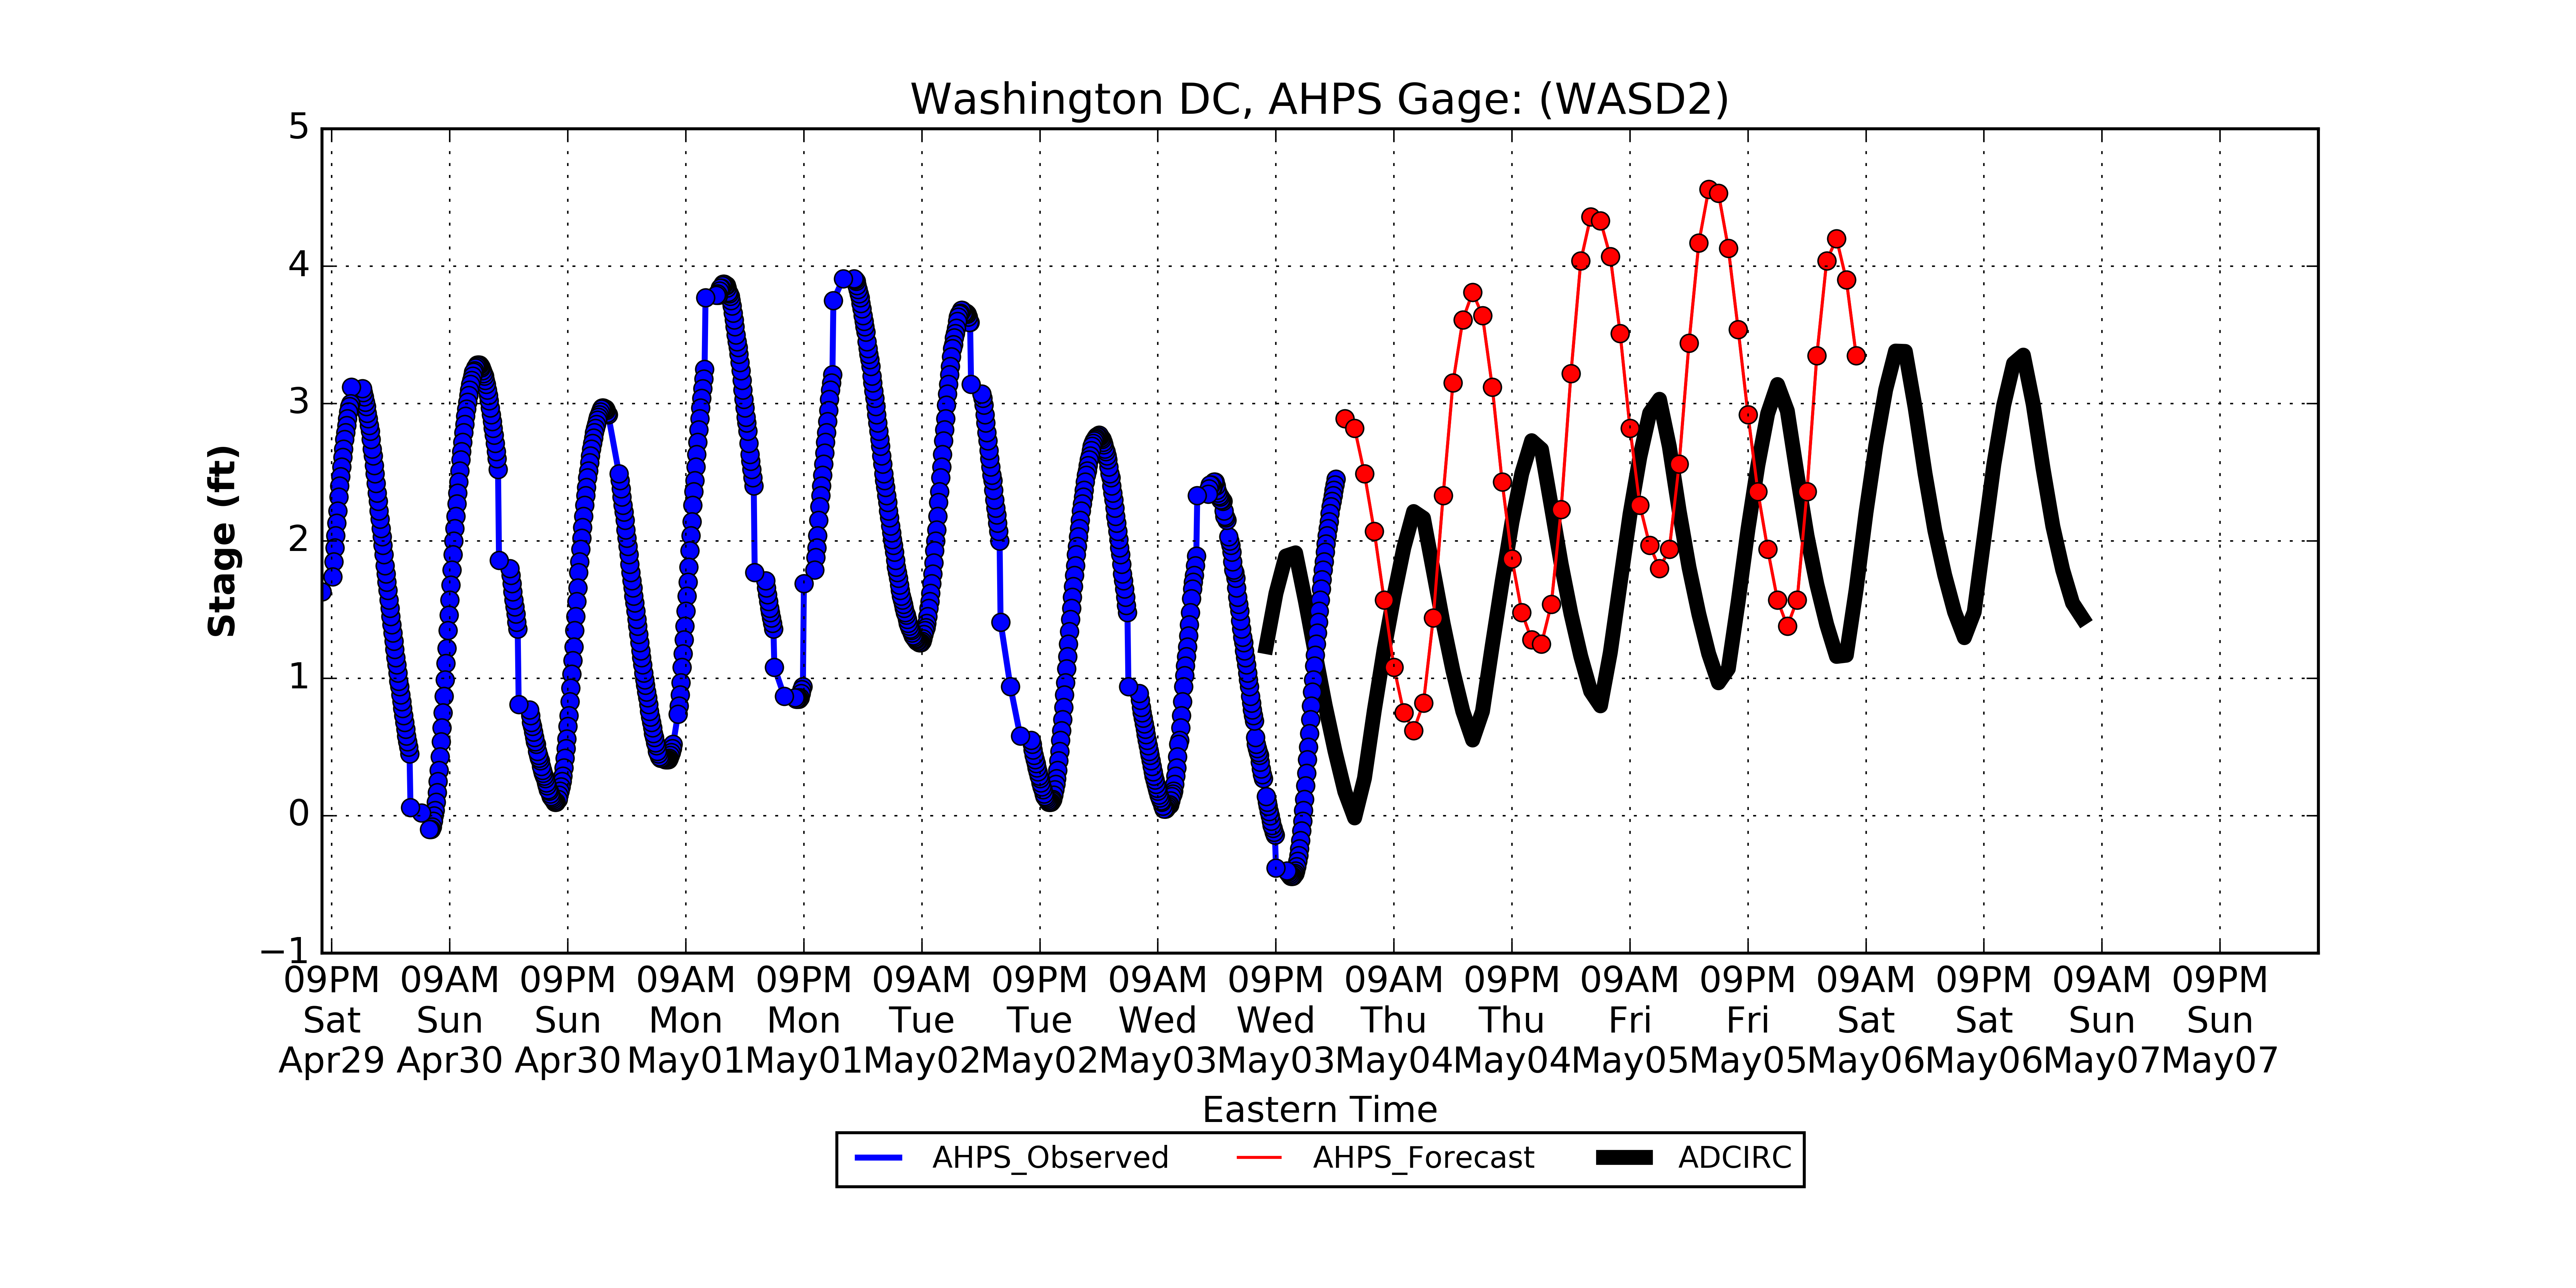 Washington DC, AHPS Gage: (WASD2)
5
4
3
2
1
0
−1
Stage (ft)
09PM 09AM 09PM 09AM 09PM 09AM 09PM 09AM 09PM 09AM 09PM 09AM 09PM 09AM 09PM 09AM 09PM
Sat Sun Sun Mon Mon Tue Tue Wed Wed Thu Thu Fri Fri Sat Sat Sun Sun
Apr29 Apr30 Apr30 May01 May01 May02 May02 May03 May03 May04 May04 May05 May05 May06 May06 May07 May07
Eastern Time
AHPS_Observed AHPS_Forecast ADCIRC